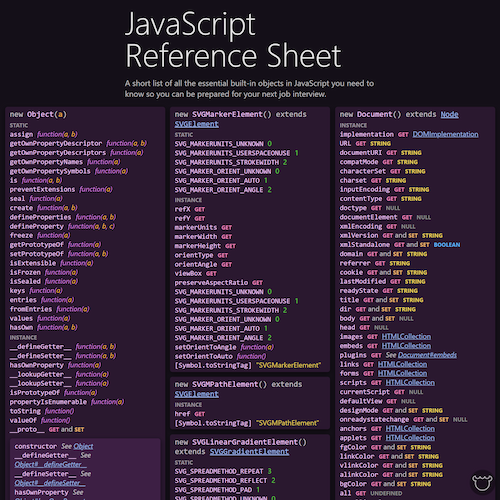 JavaScript
Reference Sheet
A short list of all the essential built-in objects in JavaScript you need to
know so you can be prepared for your next job interview.
new Object(a)
STATIC
assign function(a, b)
getOwnPropertyDescriptor function(a, b)
getOwnPropertyDescriptors function(a)
getOwnPropertyNames function(a)
getOwnPropertySymbols function(a)
is function(a, b)
preventExtensions function(a)
seal function(a)
create function(a, b)
defineProperties function(a, b)
defineProperty function(a, b, c)
freeze function(a)
getPrototypeOf function(a)
setPrototypeOf function(a, b)
isExtensible function(a)
isFrozen function(a)
isSealed function(a)
keys function(a)
entries function(a)
fromEntries function(a)
values function(a)
hasOwn function(a, b)
INSTANCE
__defineGetter__ function(a, b)
__defineSetter__ function(a, b)
hasOwnProperty function(a)
__lookupGetter__ function(a)
__lookupSetter__ function(a)
isPrototypeOf function(a)
propertyIsEnumerable function(a)
toString()
valueOf function()
__proto__ GET and SET
constructor See Object
__defineGetter__ See
Object#__defineGetter__
__defineSetter__ See
Object#__defineSetter__
hasOwnProperty See
new SVGMarkerElement() extends
SVGElement
STATIC
SVG_MARKERUNITS_UNKNOWN 0
SVG_MARKERUNITS_USERSPACEONUSE 1
SVG_MARKERUNITS_STROKEWIDTH 2
SVG_MARKER_ORIENT_UNKNOWN 0
SVG_MARKER_ORIENT_AUTO 1
SVG_MARKER_ORIENT_ANGLE 2
INSTANCE
refX GET
refY GET
markerUnits GET
markerWidth GET
markerHeight GET
orientType GET
orientAngle GET
viewBox GET
preserveAspectRatio GET
SVG_MARKERUNITS_UNKNOWN 0
SVG_MARKERUNITS_USERSPACEONUSE 1
SVG_MARKERUNITS_STROKEWIDTH 2
SVG_MARKER_ORIENT_UNKNOWN 0
SVG_MARKER_ORIENT_AUTO 1
SVG_MARKER_ORIENT_ANGLE 2
setOrientToAngle function(a)
setOrientToAuto function()
[Symbol.toStringTag] "SVGMarkerElement"
new SVGMPathElement() extends
SVGElement
INSTANCE
href GET
[Symbol.toStringTag] "SVGMPathElement"
new SVGLinearGradientElement()
extends SVGGradientElement
STATIC
SVG_SPREADMETHOD_REPEAT 3
SVG_SPREADMETHOD_REFLECT 2
SVG_SPREADMETHOD_PAD 1
SVG_SPREADMETHOD_UNKNOWN 0
new Document() extends Node
INSTANCE
implementation GET DOMImplementation
URL GET STRING
documentURI GET STRING
compatMode GET STRING
characterSet GET STRING
charset GET STRING
inputEncoding GET STRING
contentType GET STRING
doctype GET NULL
documentElement GET NULL
xmlEncoding GET NULL
xmlVersion GET and SET STRING
xmlStandalone GET and SET BOOLEAN
domain GET and SET STRING
referrer GET STRING
cookie GET and SET STRING
lastModified GET STRING
readyState GET STRING
title GET and SET STRING
dir GET and SET STRING
body GET and SET NULL
head GET NULL
images GET HTMLCollection
embeds GET HTMLCollection
plugins GET See Document#embeds
links GET HTMLCollection
forms GET HTMLCollection
scripts GET HTMLCollection
currentScript GET NULL
defaultView GET NULL
designMode GET and SET STRING
onreadystatechange GET and SET NULL
anchors GET HTMLCollection
applets GET HTMLCollection
fgColor GET and SET STRING
linkColor GET and SET STRING
vlinkColor GET and SET STRING
alinkColor GET and SET STRING
bgColor GET and SET STRING
all GET UNDEFINED